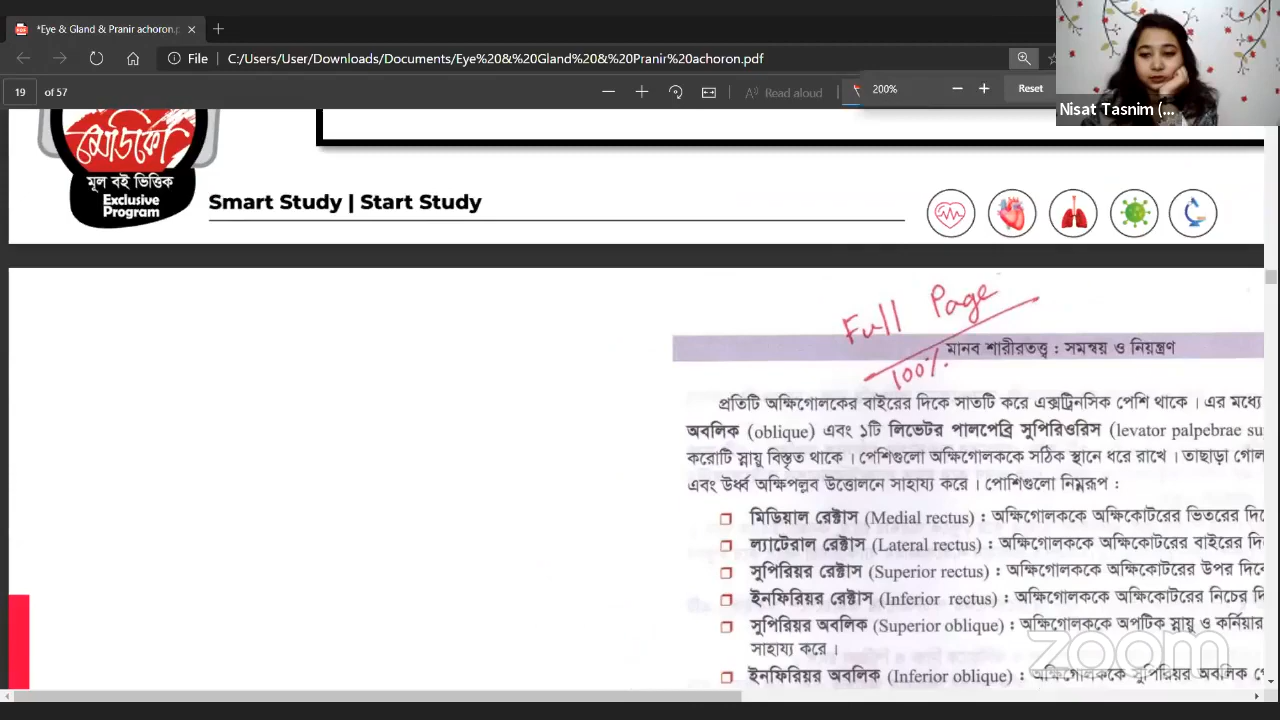 *Eye & Gland & Pranir achoron.p
File
C:/Users/User/Downloads/Documents/Eye%20&%20Gland%20&%20Pranir%20achoron.pdf
19 of 57
Read aloud
200%
Reset
Nisat Tasnim (...
মেডিকো
মূল বই ভিত্তিক
Exclusive
Program
Smart Study | Start Study
Full Page
100%
মানব শারীরতত্ত্ব : সমন্বয় ও নিয়ন্ত্রণ
প্রতিটি অক্ষিগোলকের বাইরের দিকে সাতটি করে এক্সট্রিনসিক পেশি থাকে। এর মধ্যে
অবলিক (oblique) এবং ১টি লিভেটর পালপেব্রি সুপিরিওরিস (levator palpebrae su
করোটি স্নায়ু বিস্তৃত থাকে। পেশিগুলো অক্ষিগোলককে সঠিক স্থানে ধরে রাখে। তাছাড়া গোল
এবং উর্ধ্ব অক্ষিপল্লব উত্তোলনে সাহায্য করে। পোশিগুলো নিম্নরূপ :
❒ মিডিয়াল রেক্টাস (Medial rectus) : অক্ষিগোলককে অক্ষিকোটরের ভিতরের দি
❒ ল্যাটেরাল রেক্টাস (Lateral rectus) : অক্ষিগোলককে অক্ষিকোটরের বাইরের দি
❒ সুপিরিয়র রেক্টাস (Superior rectus) : অক্ষিগোলককে অক্ষিকোটরের উপর দিকে
❒ ইনফিরিয়র রেক্টাস (Inferior rectus) : অক্ষিগোলককে অক্ষিকোটরের নিচের দি
❒ সুপিরিয়র অবলিক (Superior oblique) : অক্ষিগোলককে অপটিক স্নায়ু ও কর্নিয়ার
সাহায্য করে।
❒ ইনফিরিয়র অবলিক (Inferior oblique) : অক্ষিগোলককে সুপিরিয়র অবলিক পে
zoom